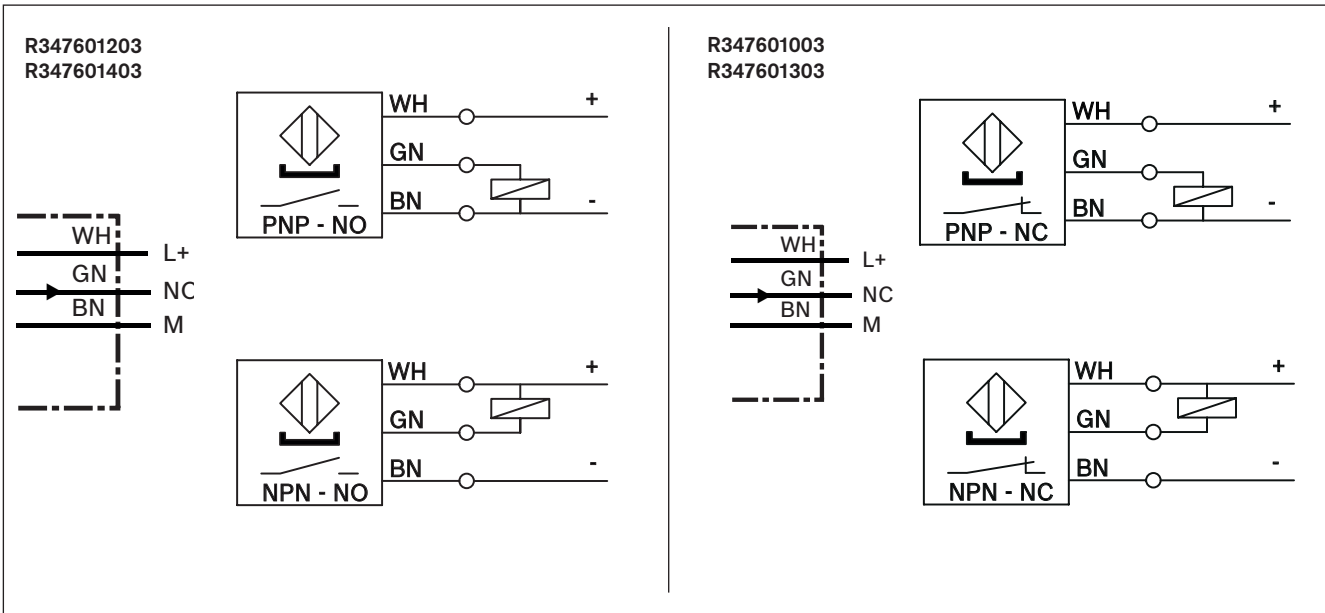 R347601203
R347601403
WH
+
GN
BN
-
PNP - NO
WH
L+
GN
NC
BN
M
WH
+
GN
BN
-
NPN - NO
R347601003
R347601303
WH
+
GN
BN
-
PNP - NC
WH
L+
GN
NC
BN
M
WH
+
GN
BN
-
NPN - NC